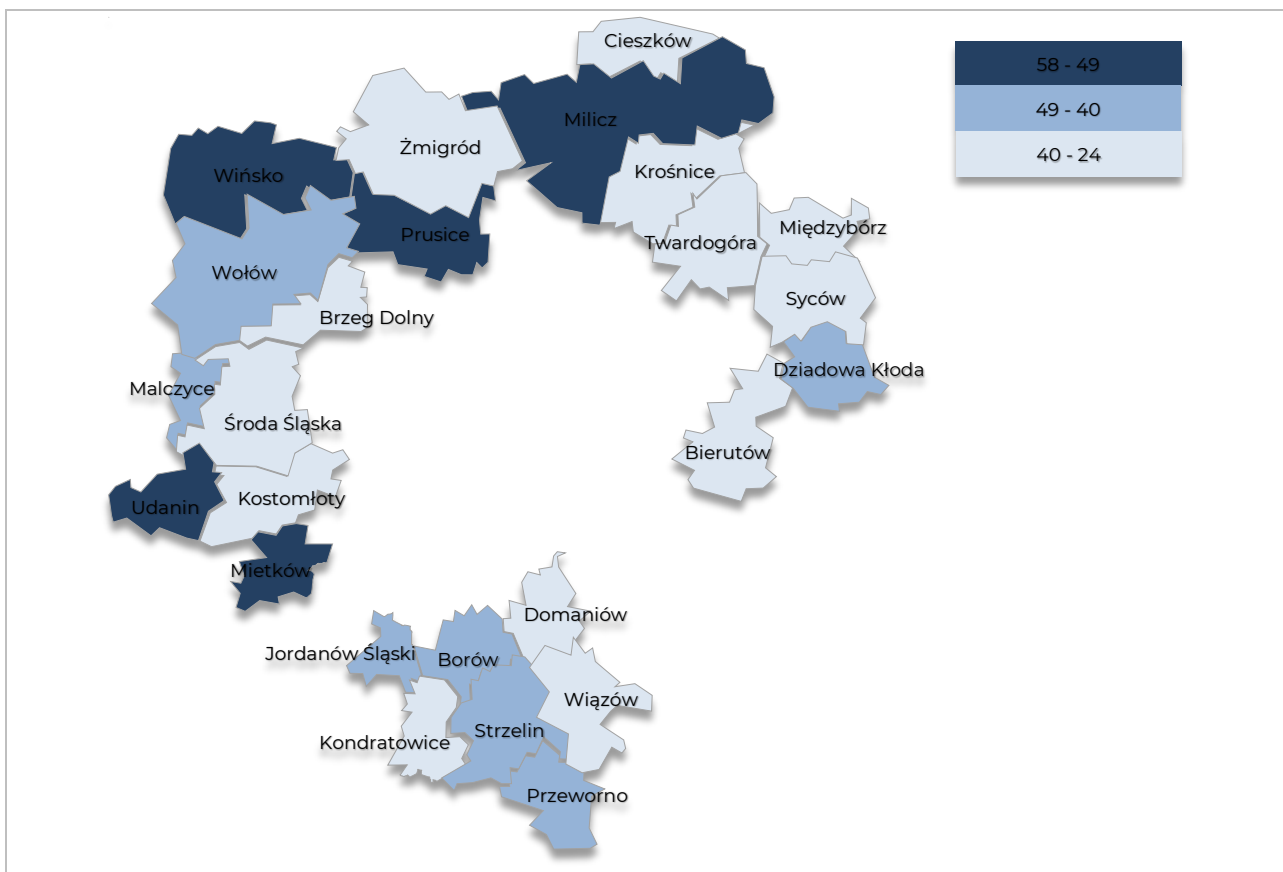 Cieszków
58 - 49
49 - 40
40 - 24
Milicz
Żmigród
Krośnice
Wińsko
Prusice
Międzybórz
Twardogóra
Wołów
Syców
Brzeg Dolny
Dziadowa Kłoda
Malczyce
Środa Śląska
Bierutów
Kostomłoty
Udanin
Mietków
Domaniów
Jordanów Śląski
Borów
Wiązów
Strzelin
Kondratowice
Przeworno